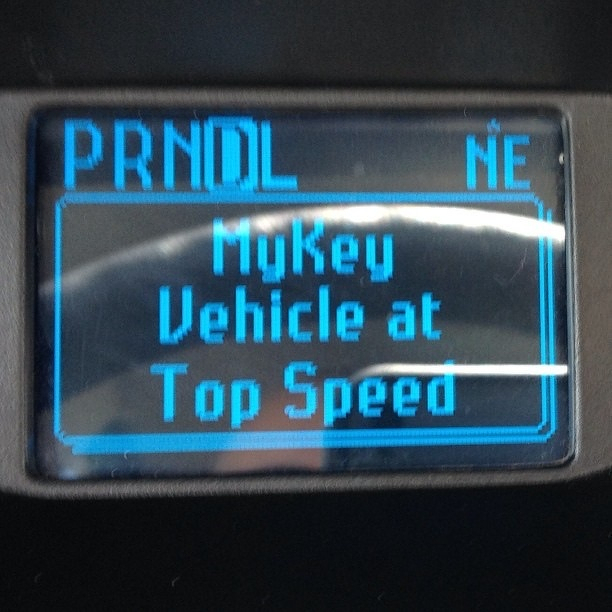 PRNDL NE
MyKey
Vehicle at
Top Speed